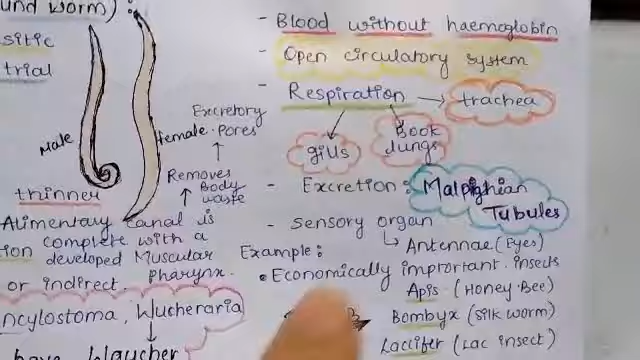 und worm):
sitic
trial
Male
female.
Excretory
Pores
Removes
Body
waste
thinner
Alimentary canal is
complete with a
developed Muscular
pharynx.
or indirect
ncylostoma, Wucheraria
have
- Blood without haemoglobin
- Open circulatory system
- Respiration → trachea
gills
Book
lungs
- Excretion: Malpighian
Tubules
- Sensory organ
Antennae (Eyes)
Example:
• Economically imprortant insects
Apis - (Honey-Bee)
Bombyx - (Silk worm)
Laccifer - (Lac insect)